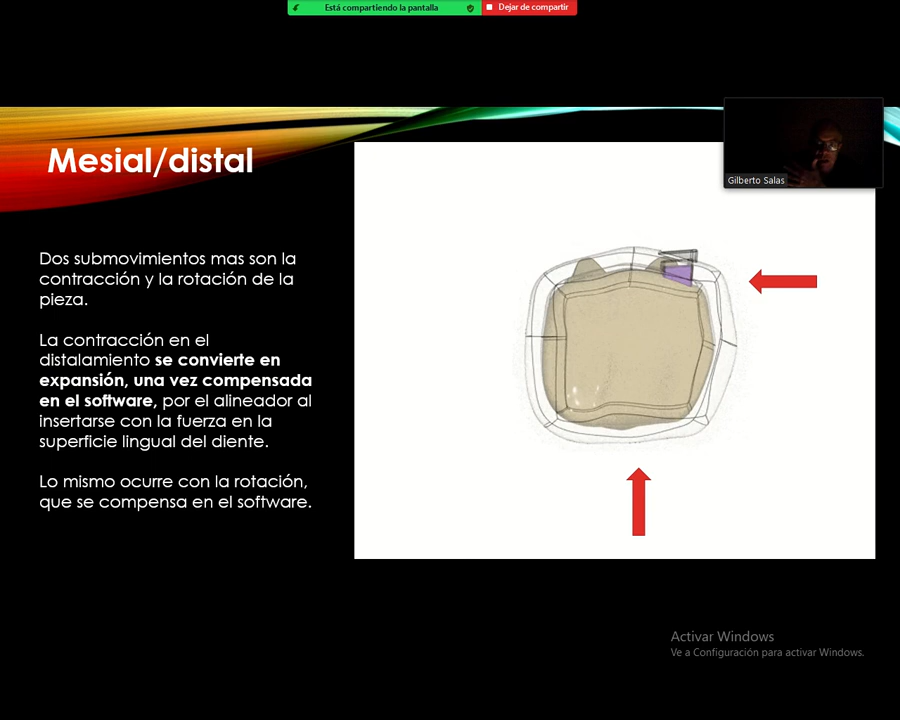 Está compartiendo la pantalla
Dejar de compartir
Mesial/distal
Gilberto Salas
Dos submovimientos mas son la
contracción y la rotación de la
pieza.
La contracción en el
distalamiento se convierte en
expansión, una vez compensada
en el software, por el alineador al
insertarse con la fuerza en la
superficie lingual del diente.
Lo mismo ocurre con la rotación,
que se compensa en el software.
Activar Windows
Ve a Configuración para activar Windows.